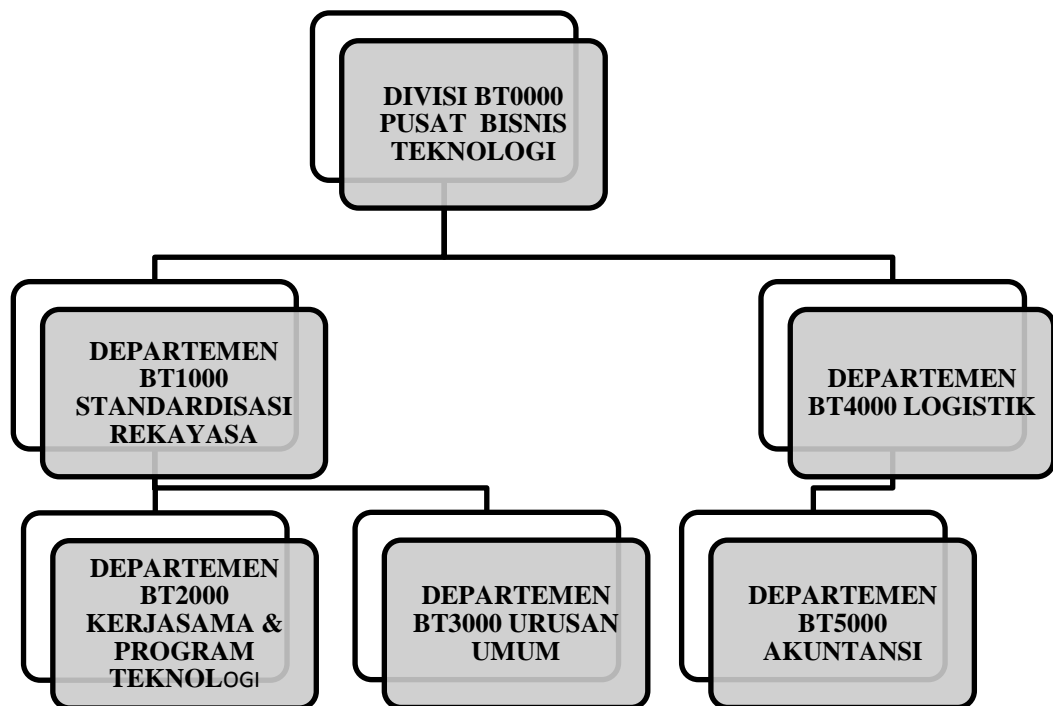 DIVISI BT0000
PUSAT  BISNIS
TEKNOLOGI
DEPARTEMEN
BT1000
STANDARDISASI
REKAYASA
DEPARTEMEN
BT4000 LOGISTIK
DEPARTEMEN
BT2000
KERJASAMA &
PROGRAM
TEKNOLOGI
DEPARTEMEN
BT3000 URUSAN
UMUM
DEPARTEMEN
BT5000
AKUNTANSI